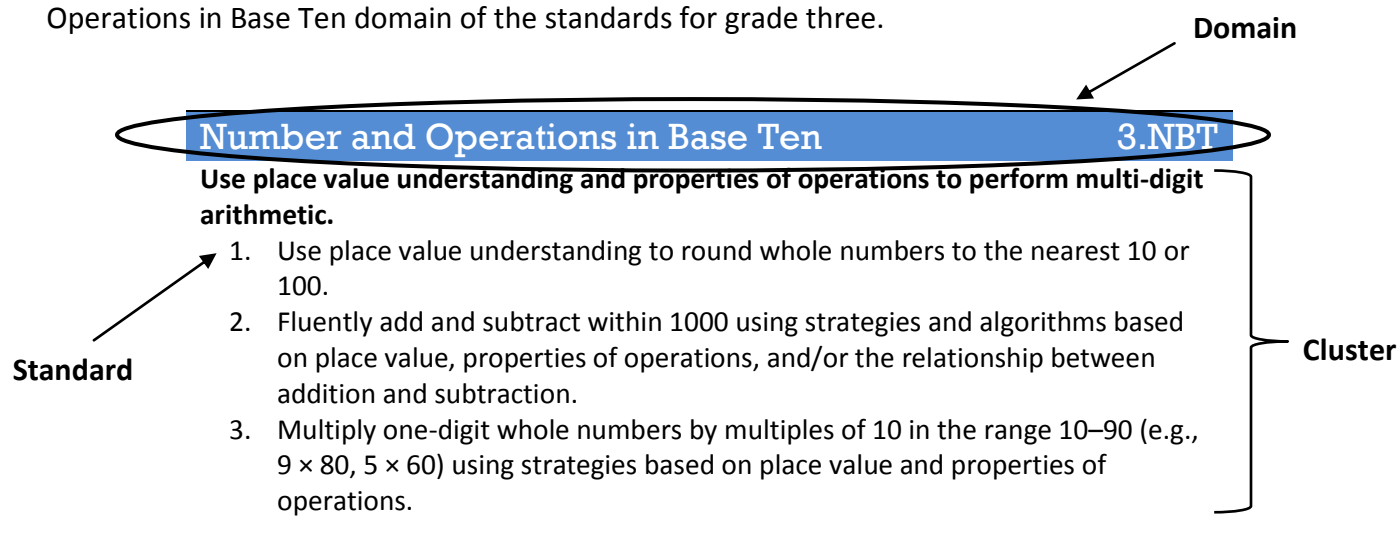 Operations in Base Ten domain of the standards for grade three.
Domain
Number and Operations in Base Ten 3.NBT
Use place value understanding and properties of operations to perform multi-digit
arithmetic.
1. Use place value understanding to round whole numbers to the nearest 10 or
100.
2. Fluently add and subtract within 1000 using strategies and algorithms based
on place value, properties of operations, and/or the relationship between
addition and subtraction.
3. Multiply one-digit whole numbers by multiples of 10 in the range 10–90 (e.g.,
9 × 80, 5 × 60) using strategies based on place value and properties of
operations.
Standard
Cluster